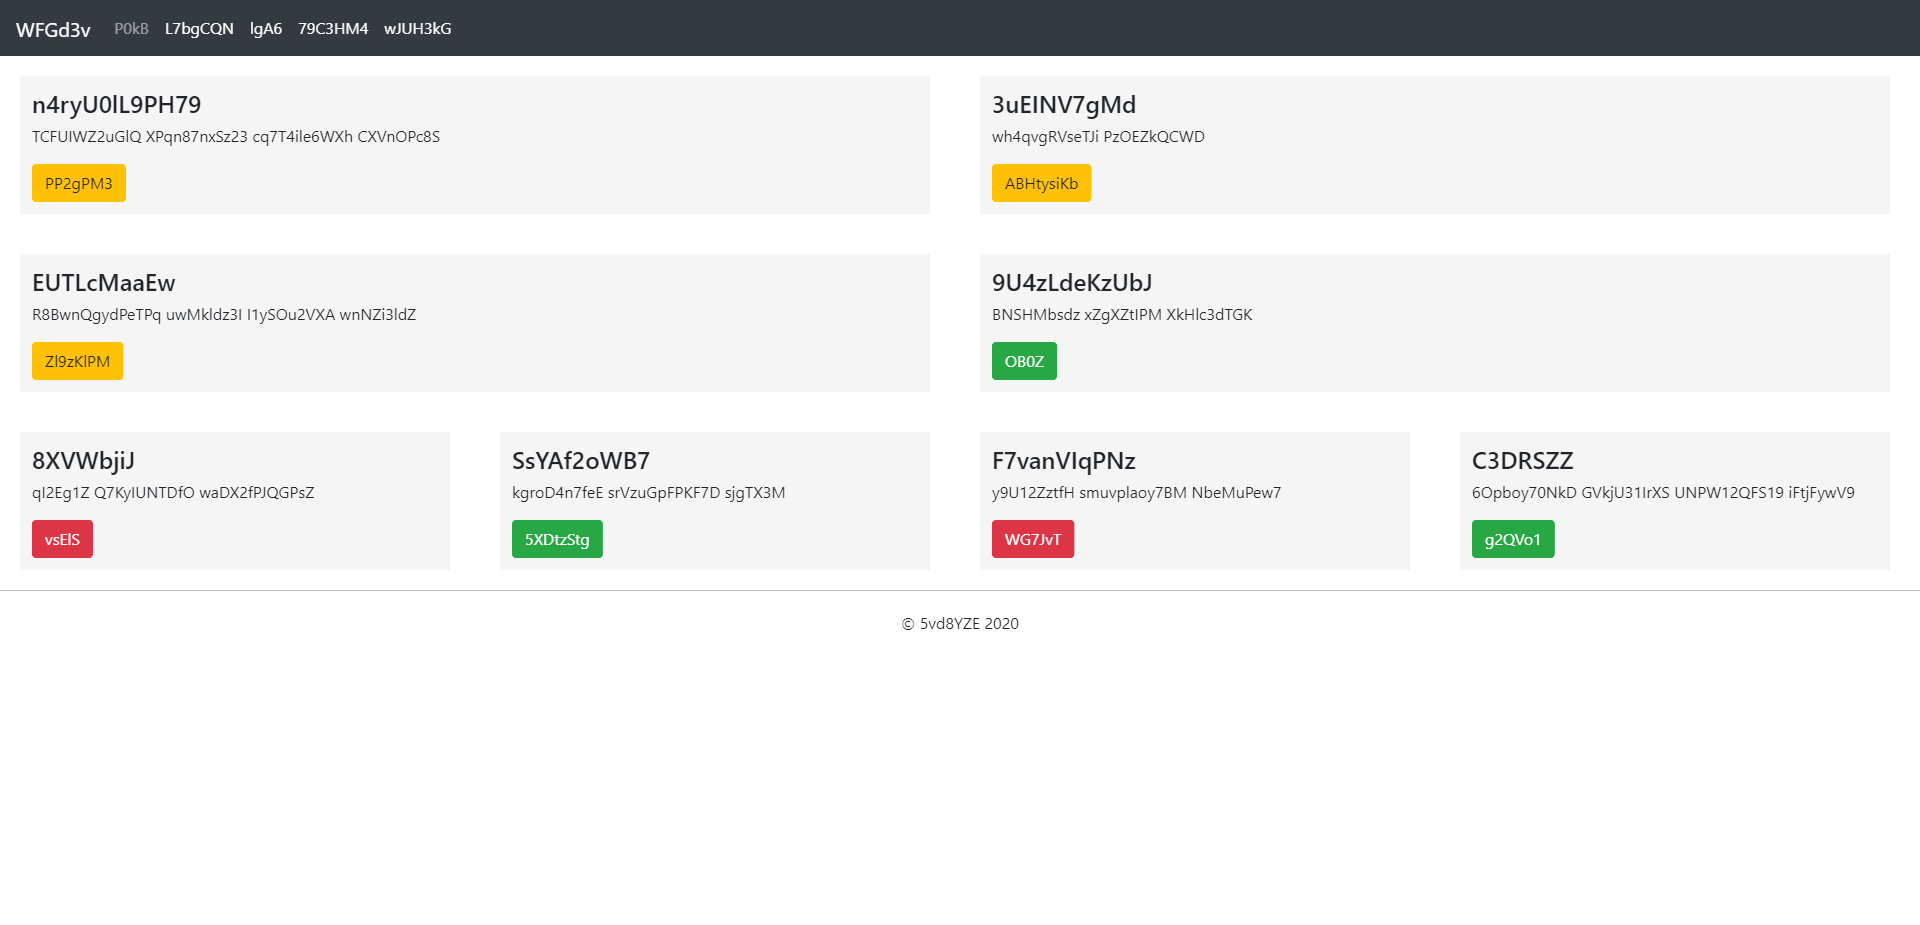 WFGd3v P0kB L7bgCQN lgA6 79C3HM4 wJUH3kG
n4ryU0lL9PH79
TCFUIWZ2uGlQ XPqn87nxSz23 cq7T4ile6WXh CXVnOPc8S
PP2gPM3
3uEINV7gMd
wh4qvgRVseTJi PzOEZkQCWD
ABHtysiKb
EUTLcMaaEw
R8BwnQgydPeTPq uwMkldz3I I1ySOu2VXA wnNZi3ldZ
Zl9zKlPM
9U4zLdeKzUbJ
BNSHMbsdz xZgXZtIPM XkHlc3dTGK
OB0Z
8XVWbjiJ
qI2Eg1Z Q7KyIUNTDfO waDX2fPJQGPsZ
vsElS
SsYAf2oWB7
kgroD4n7feE srVzuGpFPKF7D sjgTX3M
5XDtzStg
F7vanVIqPNz
y9U12ZztfH smuvplaoy7BM NbeMuPew7
WG7JvT
C3DRSZZ
6Opboy70NkD GVkjU31IrXS UNPW12QFS19 iFtjFywV9
g2QVo1
© 5vd8YZE 2020